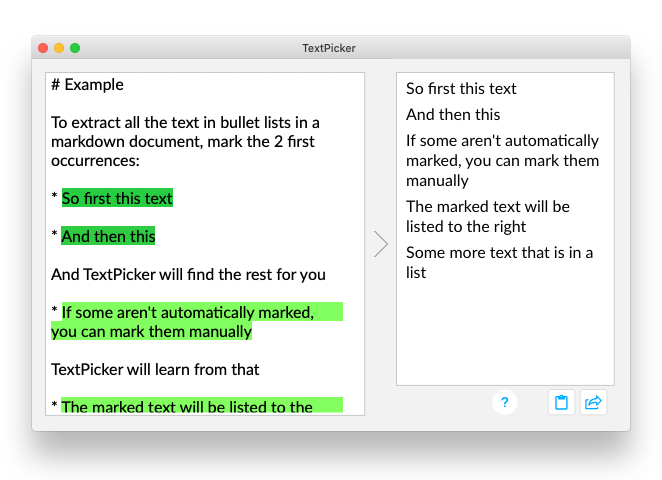 TextPicker
# Example
To extract all the text in bullet lists in a
markdown document, mark the 2 first
occurrences:
* So first this text
* And then this
And TextPicker will find the rest for you
* If some aren't automatically marked,
you can mark them manually
TextPicker will learn from that
* The marked text will be listed to the
So first this text
And then this
If some aren't automatically
marked, you can mark them
manually
The marked text will be
listed to the right
Some more text that is in a
list
?